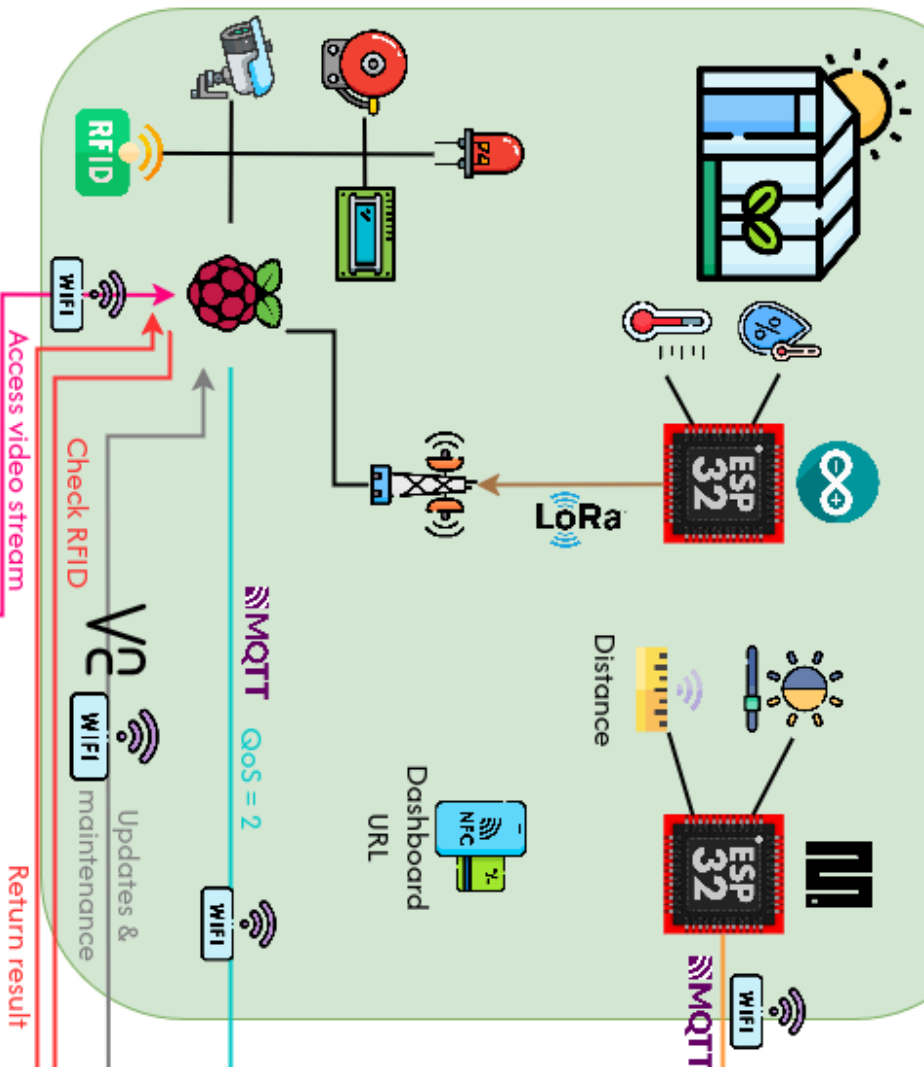 ESP
32
LoRa
RFID
WIFI
Distance
ESP
32
MQTT
WIFI
Dashboard
URL
NFC
MQTT
QoS = 2
WIFI
Access video stream
Check RFID
VNC
WIFI
Updates &
maintenance
Return result
%